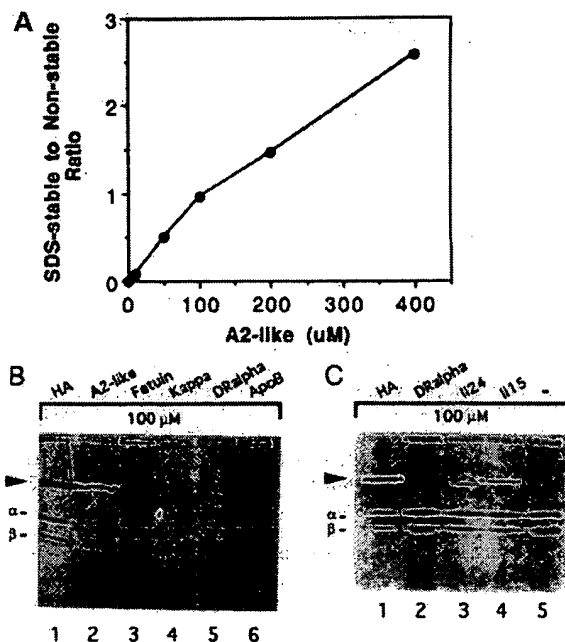 A
SDS-stable to Non-stable
Ratio
3
2
1
0
0 100 200 300 400
A2-like (uM)
B
HA A2-like Fetuin Kappa DRalpha ApoB
100 µM
α -
β -
1 2 3 4 5 6
C
HA DRalpha Ii24 Ii15 -
100 µM
α -
β -
1 2 3 4 5